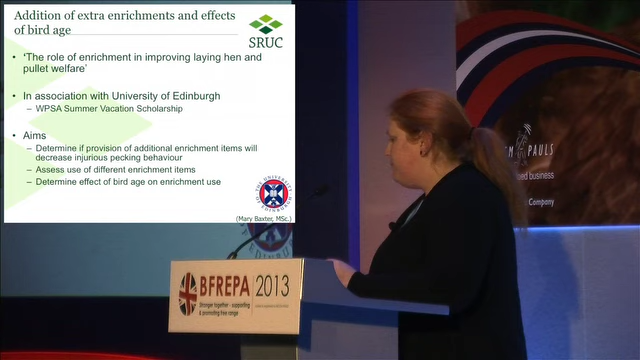 Addition of extra enrichments and effects
of bird age
SRUC
• ‘The role of enrichment in improving laying hen and
pullet welfare’
• In association with University of Edinburgh
– WPSA Summer Vacation Scholarship
• Aims
– Determine if provision of additional enrichment items will
decrease injurious pecking behaviour
– Assess use of different enrichment items
– Determine effect of bird age on enrichment use
(Mary Baxter, MSc.)
PAULS
business
Company
BFREPA 2013
Stronger together - supporting
& promoting free range